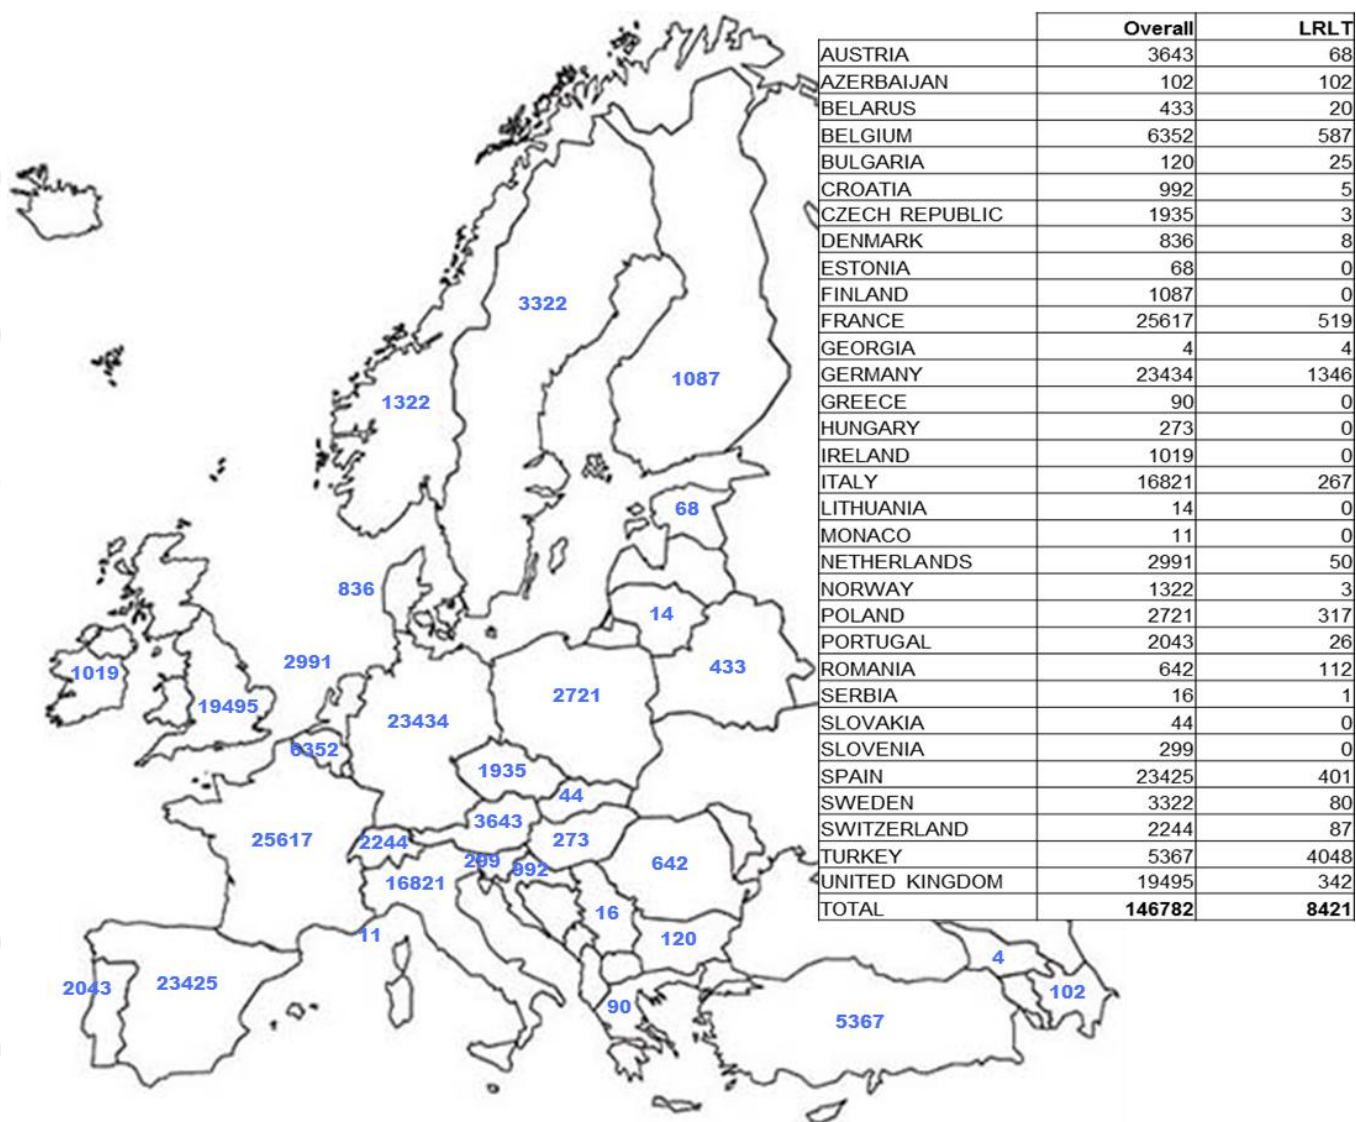 Overall LRLT
AUSTRIA 3643 68
AZERBAIJAN 102 102
BELARUS 433 20
BELGIUM 6352 587
BULGARIA 120 25
CROATIA 992 5
CZECH REPUBLIC 1935 3
DENMARK 836 8
ESTONIA 68 0
FINLAND 1087 0
FRANCE 25617 519
GEORGIA 4 4
GERMANY 23434 1346
GREECE 90 0
HUNGARY 273 0
IRELAND 1019 0
ITALY 16821 267
LITHUANIA 14 0
MONACO 11 0
NETHERLANDS 2991 50
NORWAY 1322 3
POLAND 2721 317
PORTUGAL 2043 26
ROMANIA 642 112
SERBIA 16 1
SLOVAKIA 44 0
SLOVENIA 299 0
SPAIN 23425 401
SWEDEN 3322 80
SWITZERLAND 2244 87
TURKEY 5367 4048
UNITED KINGDOM 19495 342
TOTAL 146782 8421
3322
1087
1322
68
836
14
2991
1019
433
2721
19495
23434
6352
1935
44
3643
25617
2244
273
299
992
642
16821
16
11
120
4
2043
23425
102
90
5367